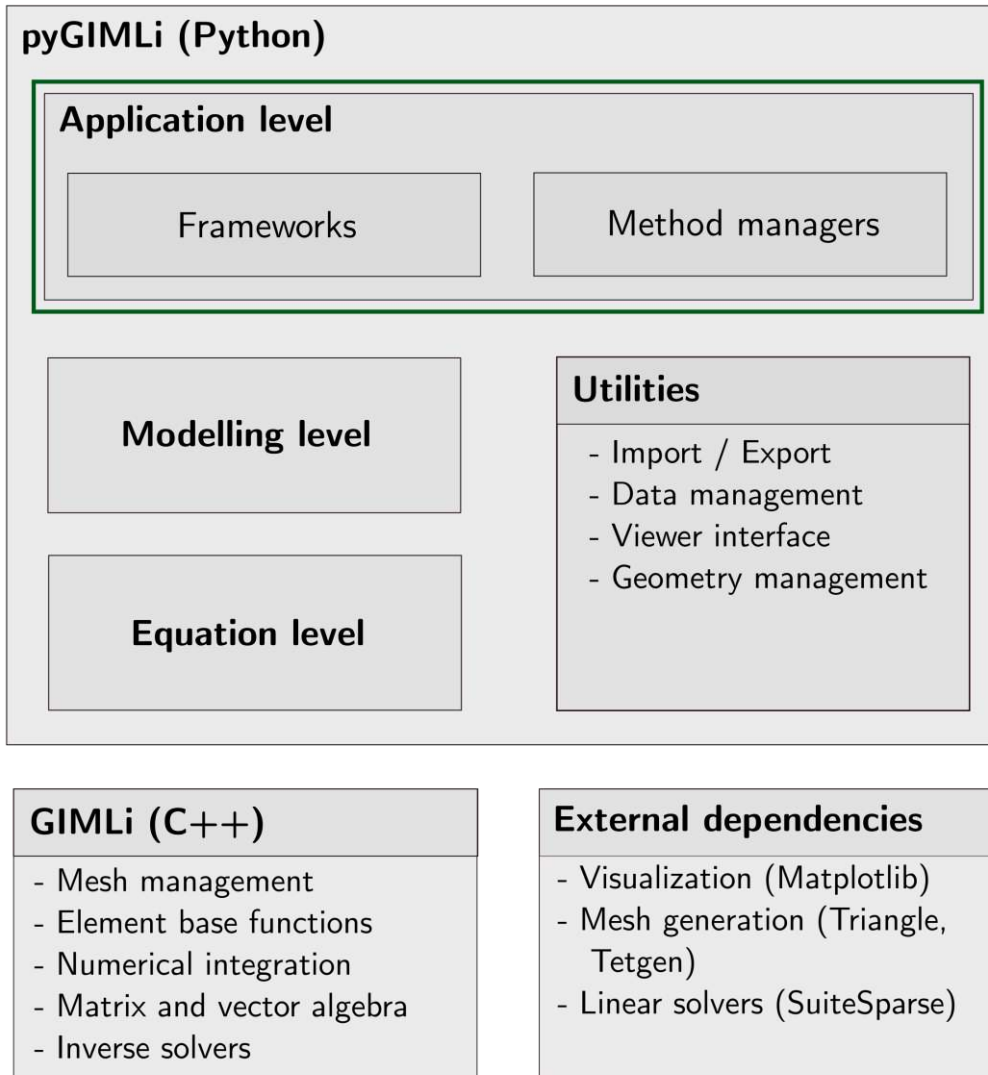 pyGIMLi (Python)
Application level
Frameworks
Method managers
Modelling level
Equation level
Utilities
- Import / Export
- Data management
- Viewer interface
- Geometry management
GIMLi (C++)
- Mesh management
- Element base functions
- Numerical integration
- Matrix and vector algebra
- Inverse solvers
External dependencies
- Visualization (Matplotlib)
- Mesh generation (Triangle,
Tetgen)
- Linear solvers (SuiteSparse)